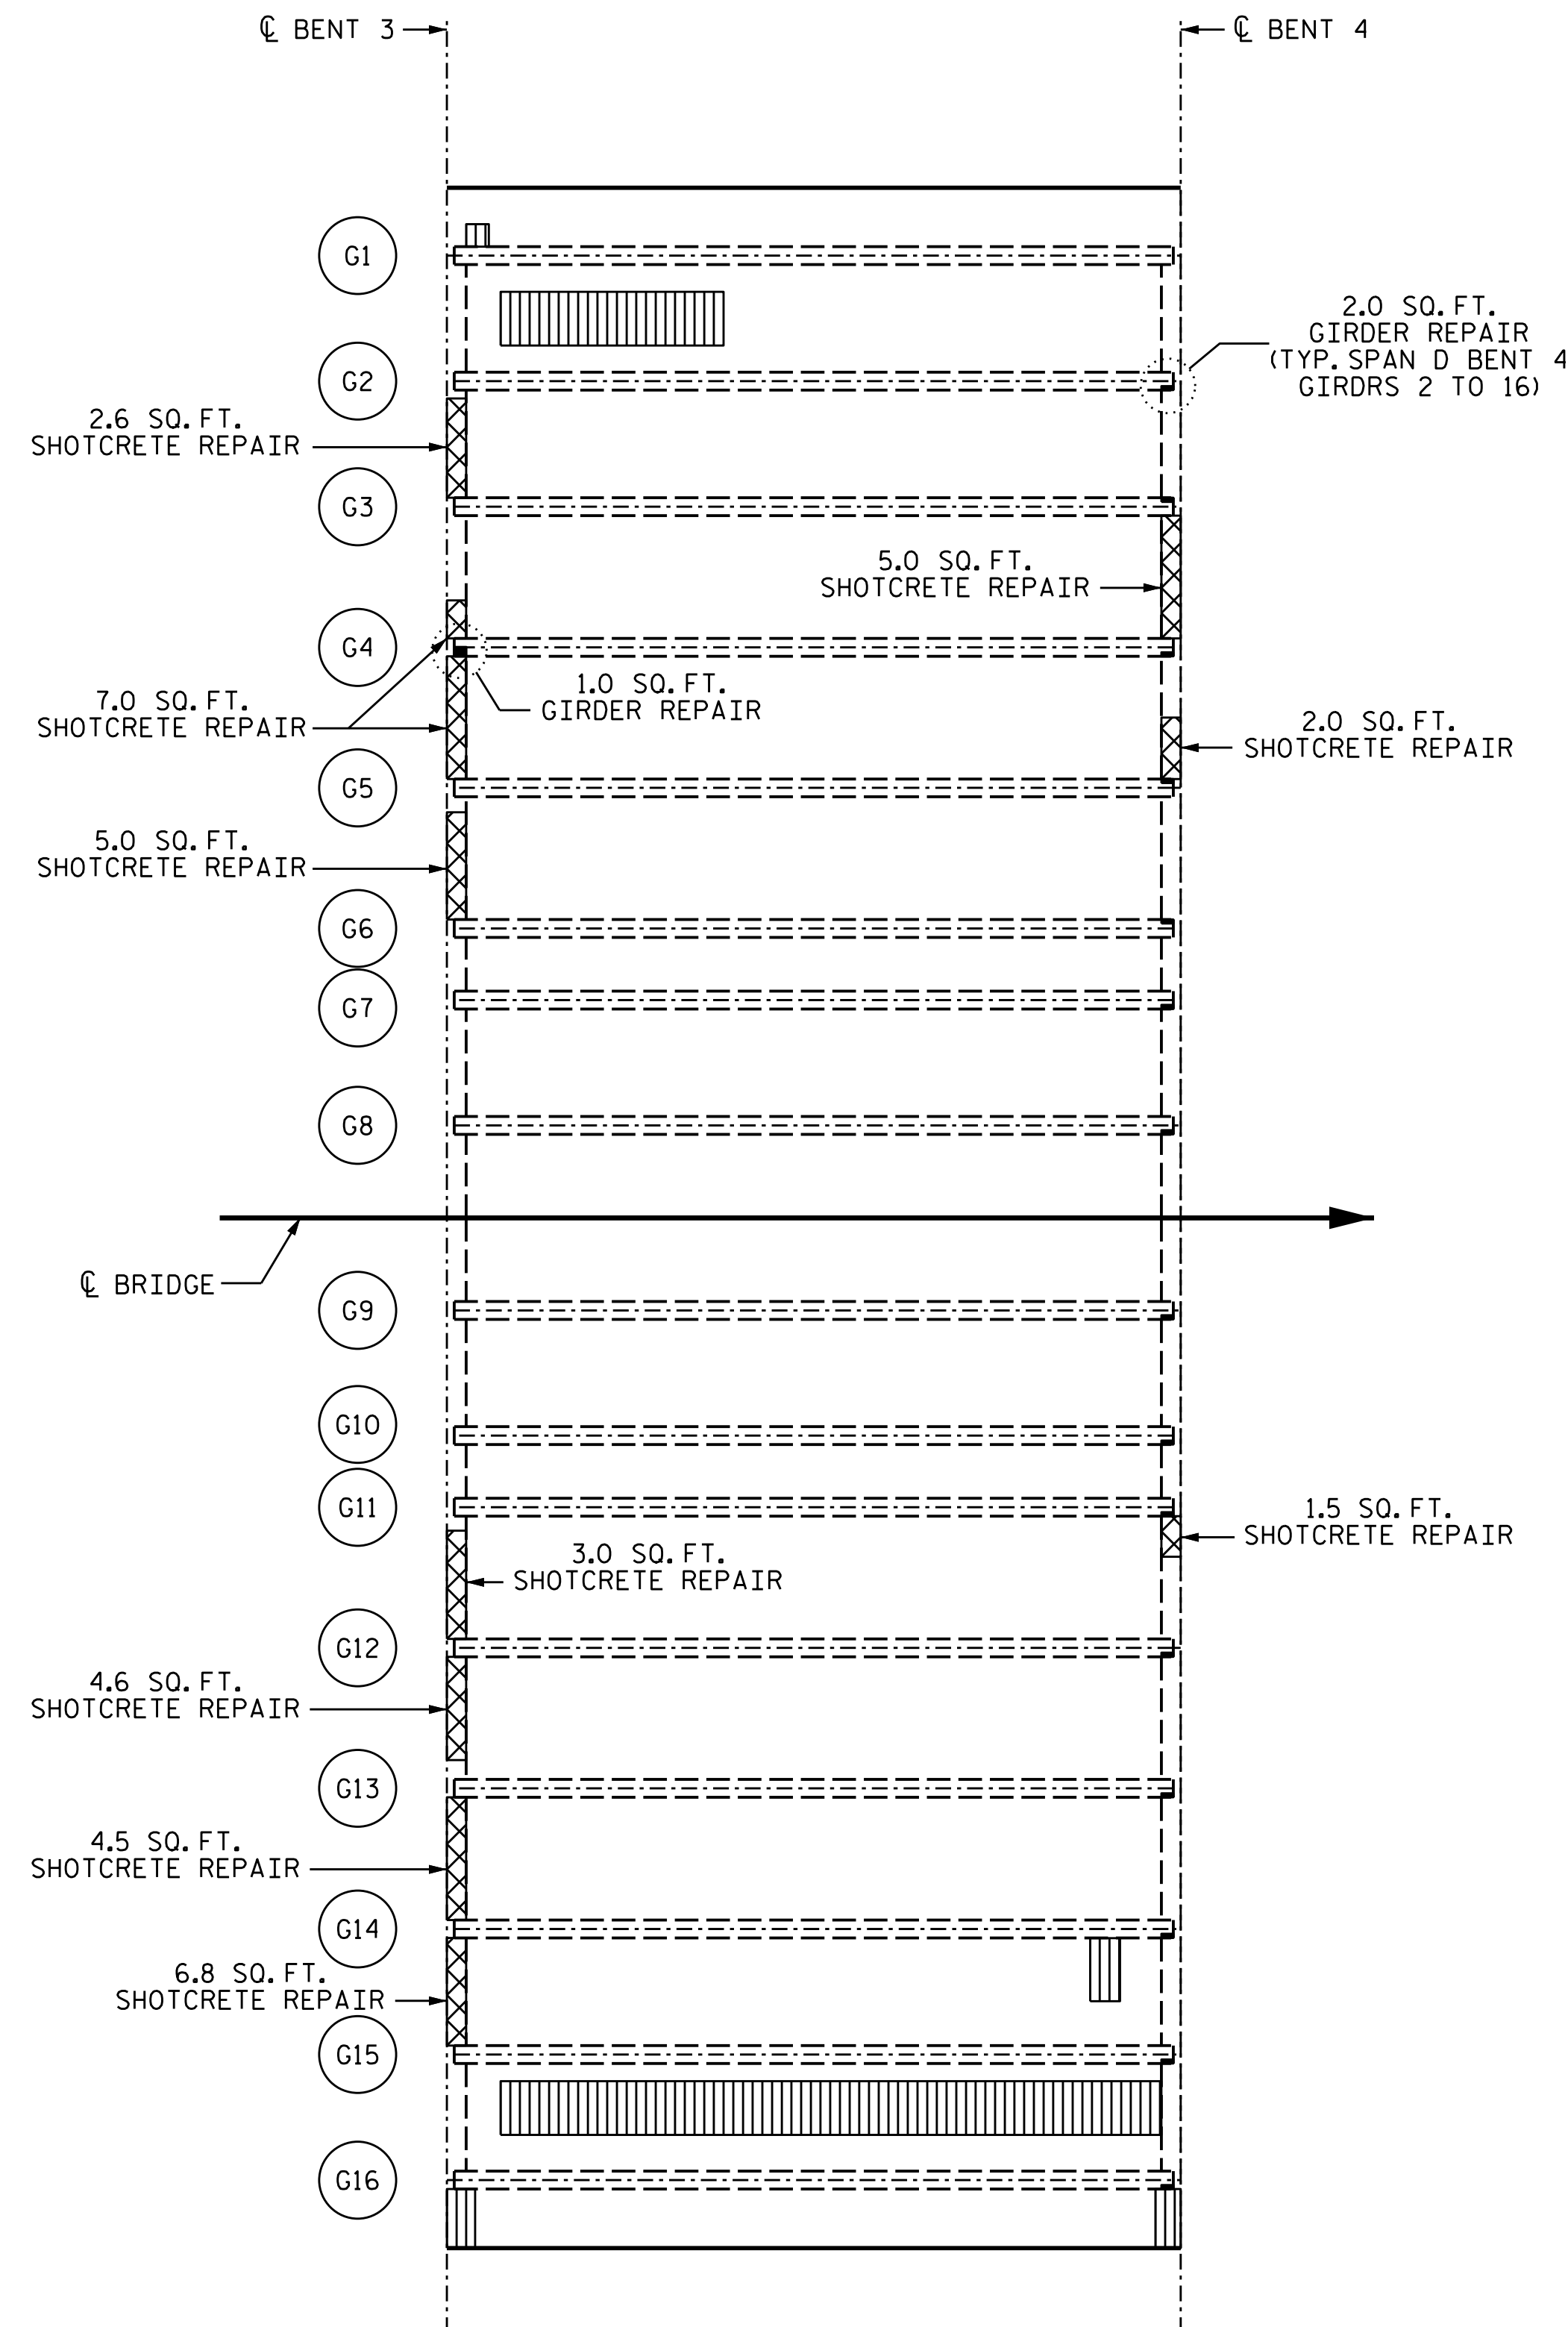 ℄ BENT 3
℄ BENT 4
G1
2.0 SQ.FT.
GIRDER REPAIR
(TYP. SPAN D BENT 4
GIRDRS 2 TO 16)
G2
2.6 SQ.FT.
SHOTCRETE REPAIR
G3
5.0 SQ.FT.
SHOTCRETE REPAIR
G4
1.0 SQ.FT.
GIRDER REPAIR
7.0 SQ.FT.
SHOTCRETE REPAIR
2.0 SQ.FT.
SHOTCRETE REPAIR
G5
5.0 SQ.FT.
SHOTCRETE REPAIR
G6
G7
G8
℄ BRIDGE
G9
G10
G11
1.5 SQ.FT.
SHOTCRETE REPAIR
3.0 SQ.FT.
SHOTCRETE REPAIR
G12
4.6 SQ.FT.
SHOTCRETE REPAIR
G13
4.5 SQ.FT.
SHOTCRETE REPAIR
G14
6.8 SQ.FT.
SHOTCRETE REPAIR
G15
G16